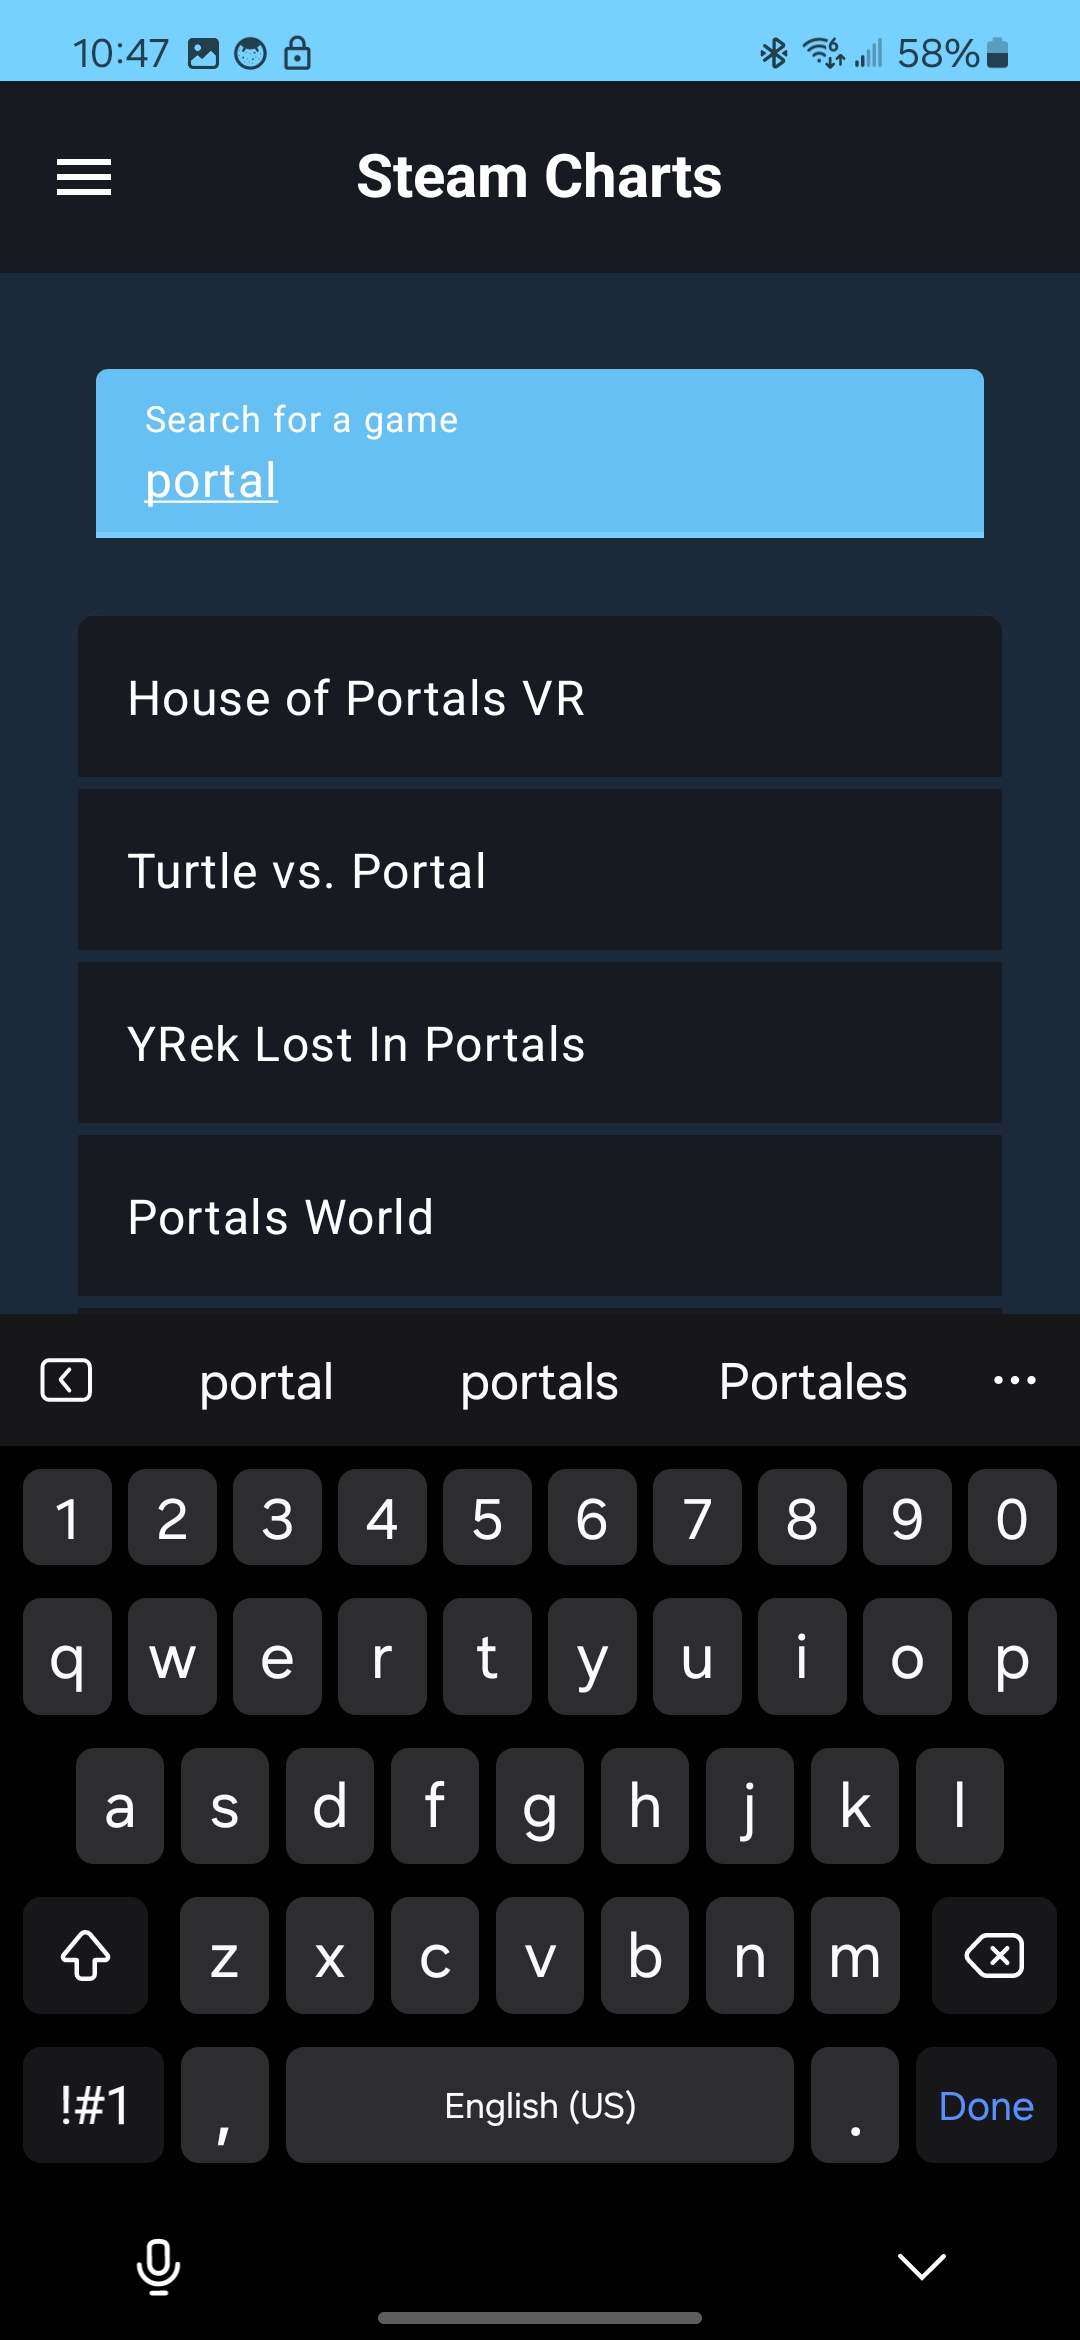 10:47 58%
Steam Charts
Search for a game
portal
House of Portals VR
Turtle vs. Portal
YRek Lost In Portals
Portals World
portal portals Portales ...
1 2 3 4 5 6 7 8 9 0
q w e r t y u i o p
a s d f g h j k l
z x c v b n m
!#1 , English (US) . Done